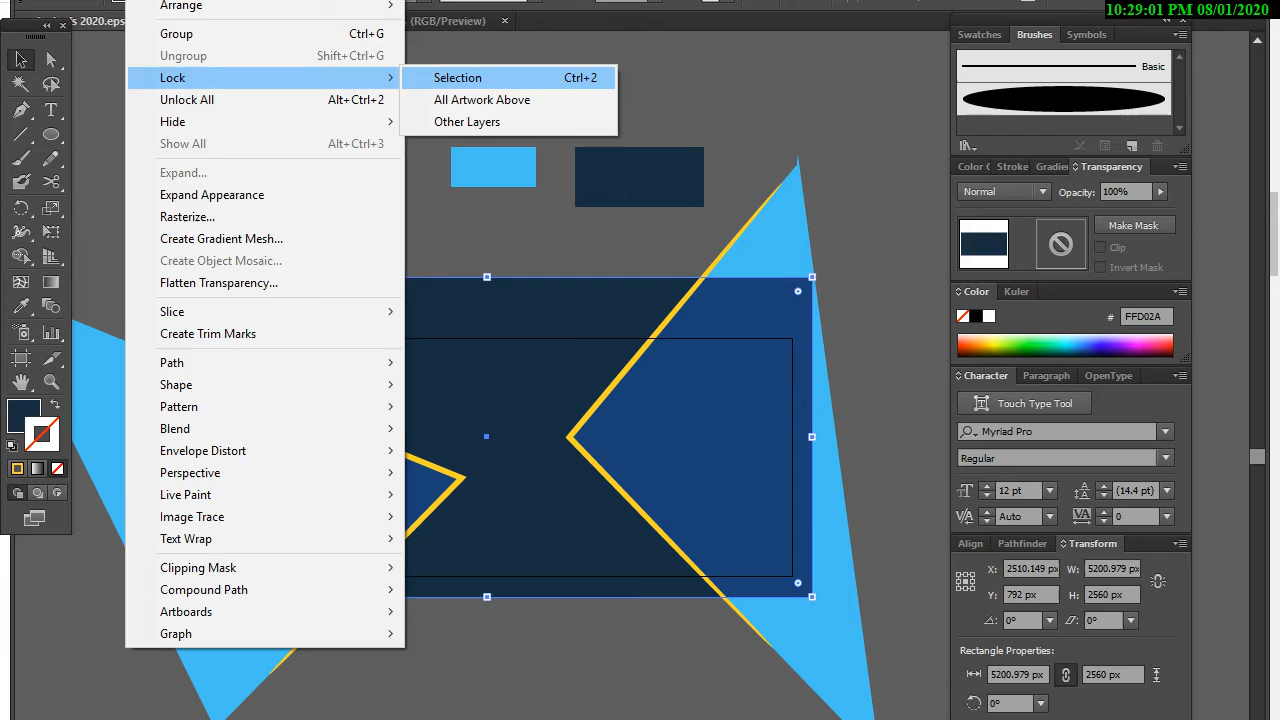 10:29:01 PM 08/01/2020
's 2020.eps
(RGB/Preview) ×
Arrange
Group Ctrl+G
Ungroup Shift+Ctrl+G
Lock
Unlock All Alt+Ctrl+2
Hide
Show All Alt+Ctrl+3
Expand...
Expand Appearance
Rasterize...
Create Gradient Mesh...
Create Object Mosaic...
Flatten Transparency...
Slice
Create Trim Marks
Path
Shape
Pattern
Blend
Envelope Distort
Perspective
Live Paint
Image Trace
Text Wrap
Clipping Mask
Compound Path
Artboards
Graph
Selection Ctrl+2
All Artwork Above
Other Layers
Swatches Brushes Symbols
Basic
Color Stroke Gradien Transparency
Normal Opacity: 100%
Make Mask
Clip
Invert Mask
Color Kuler
# FFD02A
Character Paragraph OpenType
Touch Type Tool
Myriad Pro
Regular
12 pt (14.4 pt)
Auto 0
Align Pathfinder Transform
X: 2510.149 px W: 5200.979 px
Y: 792 px H: 2560 px
0° 0°
Rectangle Properties:
5200.979 px 2560 px
0°